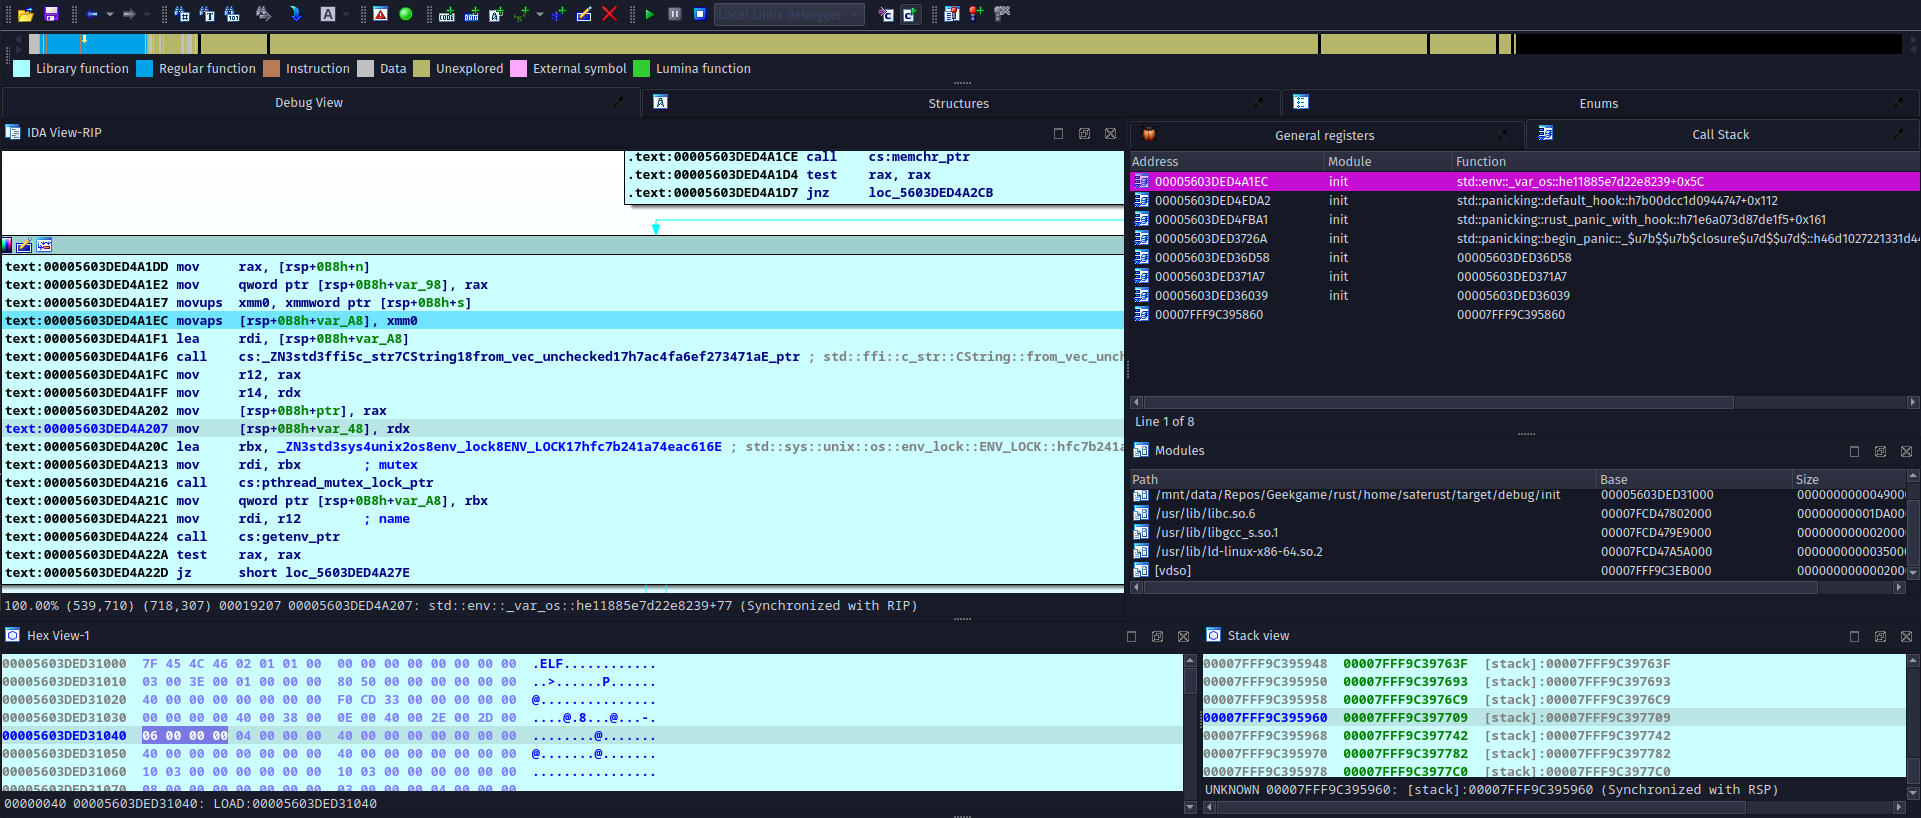 Local Linux debugger
Library function Regular function Instruction Data Unexplored External symbol Lumina function
Debug View Structures Enums
IDA View-RIP
.text:00005603DED4A1CE call cs:memchr_ptr
.text:00005603DED4A1D4 test rax, rax
.text:00005603DED4A1D7 jnz loc_5603DED4A2CB
text:00005603DED4A1DD mov rax, [rsp+0B8h+n]
text:00005603DED4A1E2 mov qword ptr [rsp+0B8h+var_98], rax
text:00005603DED4A1E7 movups xmm0, xmmword ptr [rsp+0B8h+s]
text:00005603DED4A1EC movaps [rsp+0B8h+var_A8], xmm0
text:00005603DED4A1F1 lea rdi, [rsp+0B8h+var_A8]
text:00005603DED4A1F6 call cs:_ZN3std3ffi5c_str7CString18from_vec_unchecked17h7ac4fa6ef273471aE_ptr ; std::ffi::c_str::CString::from_vec_unch
text:00005603DED4A1FC mov r12, rax
text:00005603DED4A1FF mov r14, rdx
text:00005603DED4A202 mov [rsp+0B8h+ptr], rax
text:00005603DED4A207 mov [rsp+0B8h+var_48], rdx
text:00005603DED4A20C lea rbx, _ZN3std3sys4unix2os8env_lock8ENV_LOCK17hfc7b241a74eac616E ; std::sys::unix::os::env_lock::ENV_LOCK::hfc7b241a
text:00005603DED4A213 mov rdi, rbx ; mutex
text:00005603DED4A216 call cs:pthread_mutex_lock_ptr
text:00005603DED4A21C mov qword ptr [rsp+0B8h+var_A8], rbx
text:00005603DED4A221 mov rdi, r12 ; name
text:00005603DED4A224 call cs:getenv_ptr
text:00005603DED4A22A test rax, rax
text:00005603DED4A22D jz short loc_5603DED4A27E
100.00% (539,710) (718,307) 00019207 00005603DED4A207: std::env::_var_os::he11885e7d22e8239+77 (Synchronized with RIP)
General registers Call Stack
Address Module Function
00005603DED4A1EC init std::env::_var_os::he11885e7d22e8239+0x5C
00005603DED4EDA2 init std::panicking::default_hook::h7b00dcc1d0944747+0x112
00005603DED4FBA1 init std::panicking::rust_panic_with_hook::h71e6a073d87de1f5+0x161
00005603DED3726A init std::panicking::begin_panic::_$u7b$$u7b$closure$u7d$$u7d$::h46d1027221331d4
00005603DED36D58 init 00005603DED36D58
00005603DED371A7 init 00005603DED371A7
00005603DED36039 init 00005603DED36039
00007FFF9C395860 00007FFF9C395860
Line 1 of 8
Modules
Path Base Size
/mnt/data/Repos/Geekgame/rust/home/saferust/target/debug/init 00005603DED31000 000000000004900
/usr/lib/libc.so.6 00007FCD47802000 00000000001DA00
/usr/lib/libgcc_s.so.1 00007FCD479E9000 000000000002000
/usr/lib/ld-linux-x86-64.so.2 00007FCD47A5A000 000000000003500
[vdso] 00007FFF9C3EB000 000000000000200
Hex View-1
00005603DED31000 7F 45 4C 46 02 01 01 00 00 00 00 00 00 00 00 00 .ELF............
00005603DED31010 03 00 3E 00 01 00 00 00 80 50 00 00 00 00 00 00 ..>......P......
00005603DED31020 40 00 00 00 00 00 00 00 F0 CD 33 00 00 00 00 00 @...............
00005603DED31030 00 00 00 00 40 00 38 00 0E 00 40 00 2E 00 2D 00 ....@.8...@...-.
00005603DED31040 06 00 00 00 04 00 00 00 40 00 00 00 00 00 00 00 ........@.......
00005603DED31050 40 00 00 00 00 00 00 00 40 00 00 00 00 00 00 00 @.......@.......
00005603DED31060 10 03 00 00 00 00 00 00 10 03 00 00 00 00 00 00 ................
00005603DED31070 08 00 00 00 00 00 00 00 03 00 00 00 04 00 00 00
00000040 00005603DED31040: LOAD:00005603DED31040
Stack view
00007FFF9C395948 00007FFF9C39763F [stack]:00007FFF9C39763F
00007FFF9C395950 00007FFF9C397693 [stack]:00007FFF9C397693
00007FFF9C395958 00007FFF9C3976C9 [stack]:00007FFF9C3976C9
00007FFF9C395960 00007FFF9C397709 [stack]:00007FFF9C397709
00007FFF9C395968 00007FFF9C397742 [stack]:00007FFF9C397742
00007FFF9C395970 00007FFF9C397782 [stack]:00007FFF9C397782
00007FFF9C395978 00007FFF9C3977C0 [stack]:00007FFF9C3977C0
UNKNOWN 00007FFF9C395960: [stack]:00007FFF9C395960 (Synchronized with RSP)